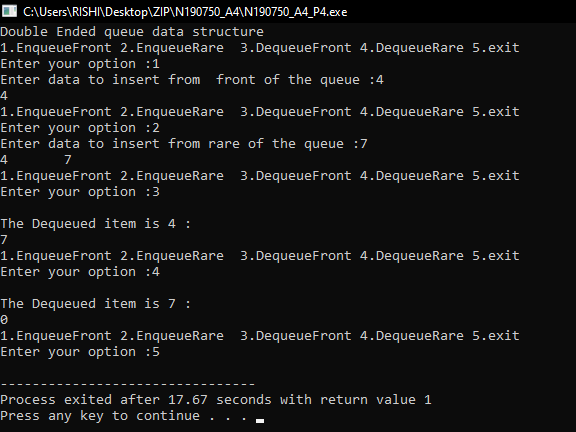 C:\Users\RISHI\Desktop\ZIP\N190750_A4\N190750_A4_P4.exe
Double Ended queue data structure
1.EnqueueFront 2.EnqueueRare  3.DequeueFront 4.DequeueRare 5.exit
Enter your option :1
Enter data to insert from  front of the queue :4
4
1.EnqueueFront 2.EnqueueRare  3.DequeueFront 4.DequeueRare 5.exit
Enter your option :2
Enter data to insert from rare of the queue :7
4       7
1.EnqueueFront 2.EnqueueRare  3.DequeueFront 4.DequeueRare 5.exit
Enter your option :3
The Dequeued item is 4 :
7
1.EnqueueFront 2.EnqueueRare  3.DequeueFront 4.DequeueRare 5.exit
Enter your option :4
The Dequeued item is 7 :
0
1.EnqueueFront 2.EnqueueRare  3.DequeueFront 4.DequeueRare 5.exit
Enter your option :5
--------------------------------
Process exited after 17.67 seconds with return value 1
Press any key to continue . . .